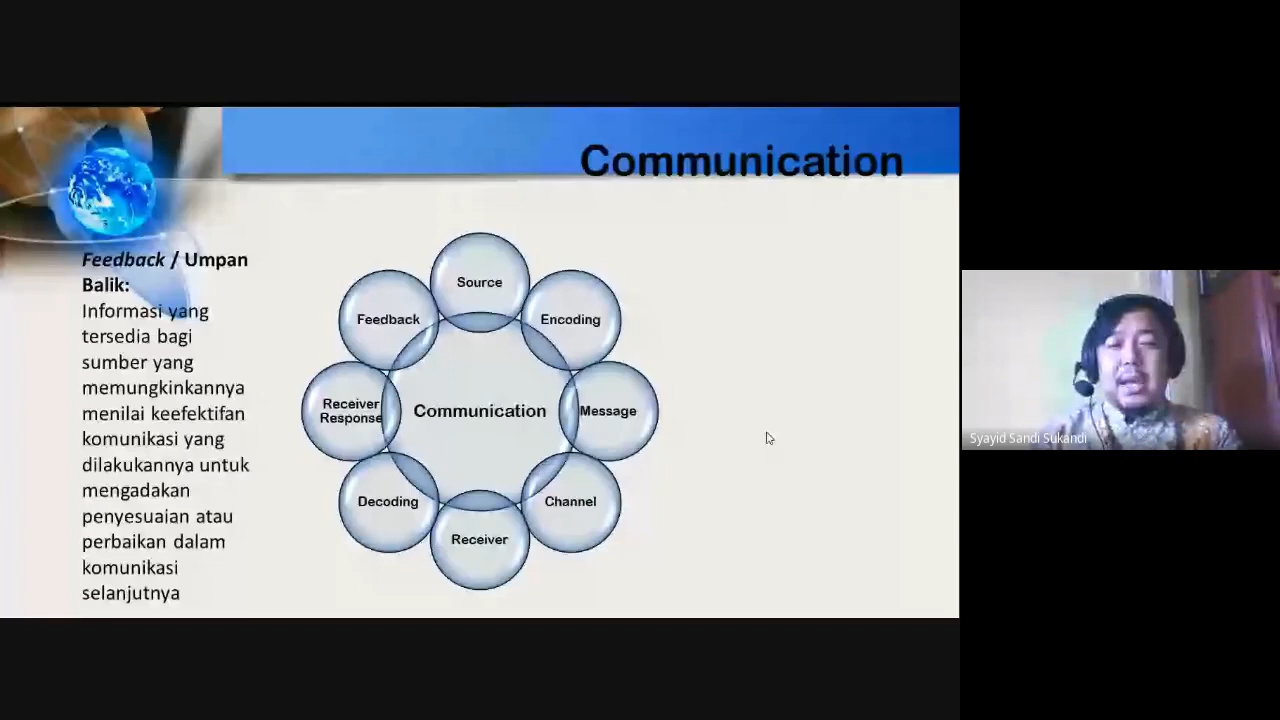 Communication
Feedback / Umpan
Balik:
Informasi yang
tersedia bagi
sumber yang
memungkinkannya
menilai keefektifan
komunikasi yang
dilakukannya untuk
mengadakan
penyesuaian atau
perbaikan dalam
komunikasi
selanjutnya
Source
Encoding
Message
Channel
Receiver
Decoding
Receiver
Response
Feedback
Communication
Syayid Sandi Sukandi